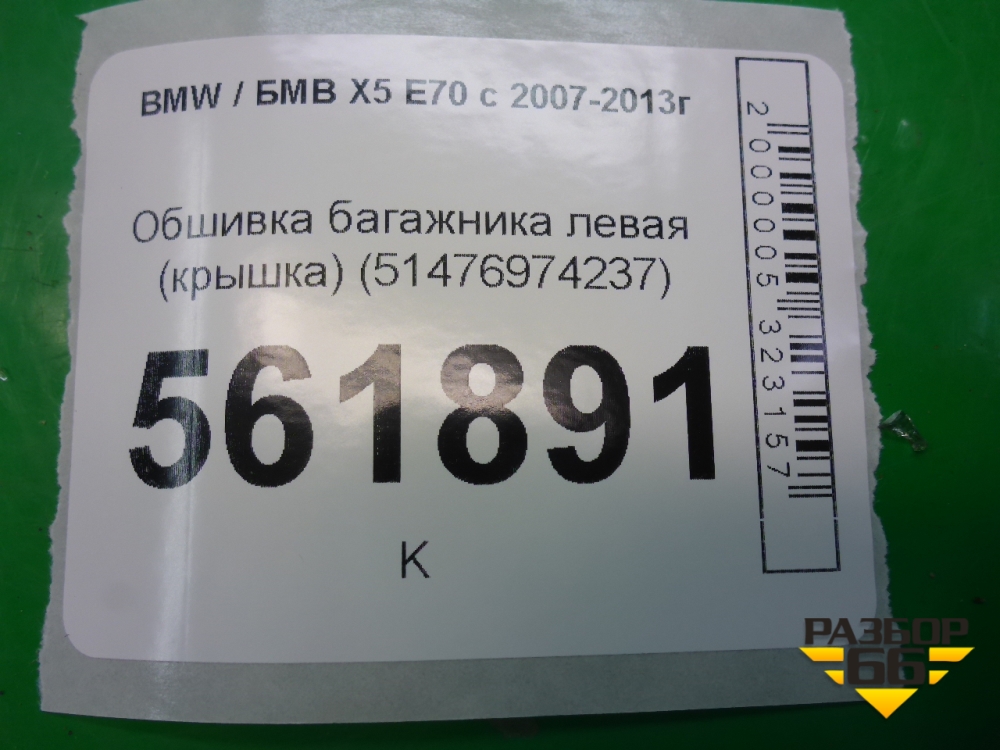 BMW / БМВ X5 E70 с 2007-2013г
Обшивка багажника левая
(крышка) (51476974237)
561891
К
2000005323157
РАЗБОР
66